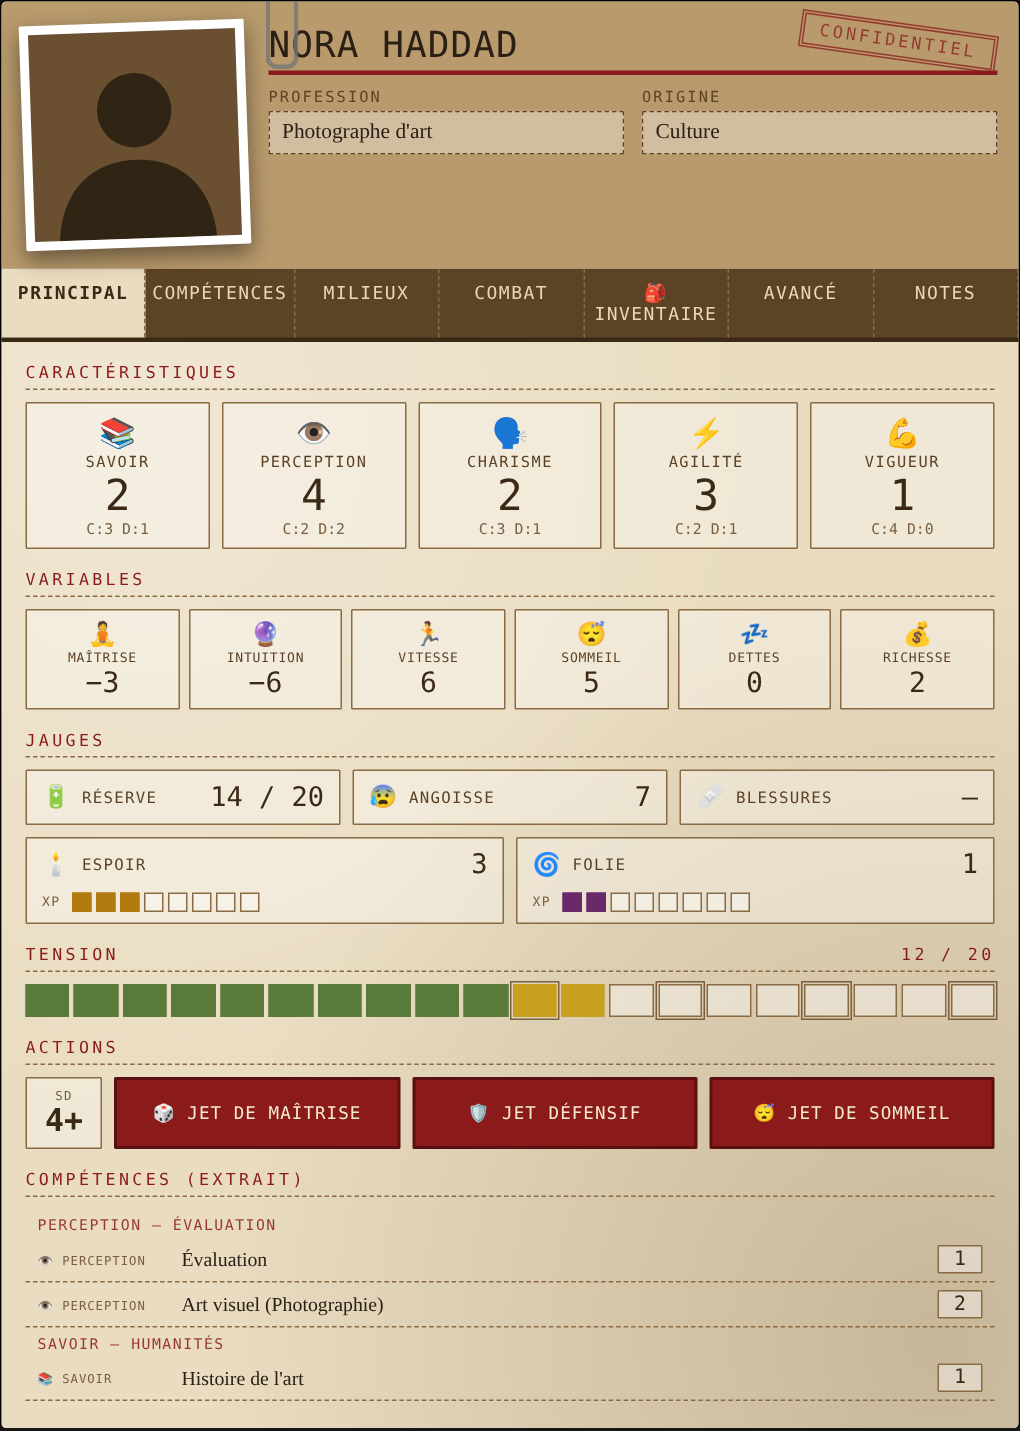 NORA HADDAD
CONFIDENTIEL
PROFESSION
ORIGINE
Photographe d'art
Culture
PRINCIPAL
COMPÉTENCES
MILIEUX
COMBAT
INVENTAIRE
AVANCÉ
NOTES
CARACTÉRISTIQUES
SAVOIR
2
C:3 D:1
PERCEPTION
4
C:2 D:2
CHARISME
2
C:3 D:1
AGILITÉ
3
C:2 D:1
VIGUEUR
1
C:4 D:0
VARIABLES
MAÎTRISE
−3
INTUITION
−6
VITESSE
6
SOMMEIL
5
DETTES
0
RICHESSE
2
JAUGES
RÉSERVE 14 / 20
ANGOISSE 7
BLESSURES —
ESPOIR 3
XP
FOLIE 1
XP
TENSION 12 / 20
ACTIONS
SD
4+
JET DE MAÎTRISE
JET DÉFENSIF
JET DE SOMMEIL
COMPÉTENCES (EXTRAIT)
PERCEPTION — ÉVALUATION
PERCEPTION Évaluation 1
PERCEPTION Art visuel (Photographie) 2
SAVOIR — HUMANITÉS
SAVOIR Histoire de l'art 1